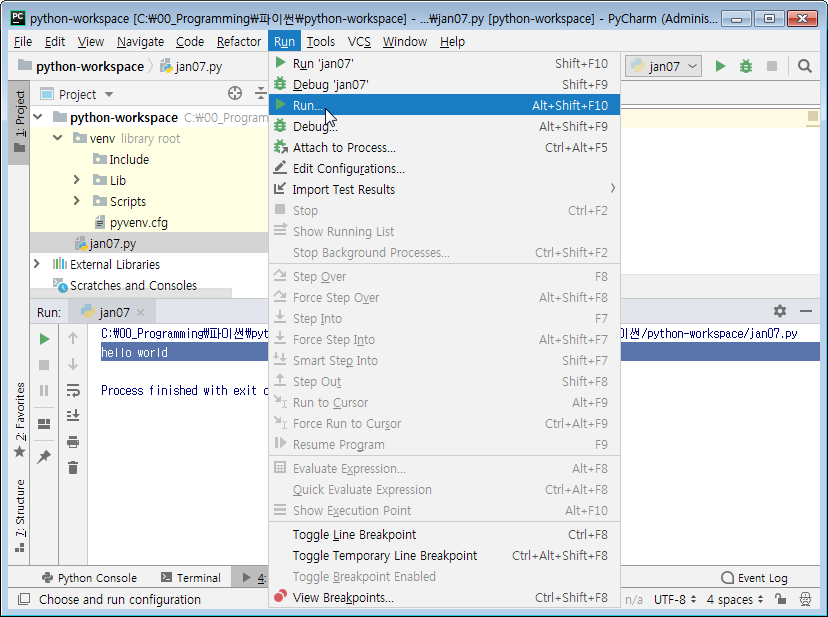 python-workspace [C:₩00_Programming₩파이썬₩python-workspace] - ...₩jan07.py [python-workspace] - PyCharm (Adminis...
File Edit View Navigate Code Refactor Run Tools VCS Window Help
python-workspace jan07.py
jan07
1: Project
Project
python-workspace C:₩00_Program
venv library root
Include
Lib
Scripts
pyvenv.cfg
jan07.py
External Libraries
Scratches and Consoles
Run 'jan07' Shift+F10
Debug 'jan07' Shift+F9
Run... Alt+Shift+F10
Debug... Alt+Shift+F9
Attach to Process... Ctrl+Alt+F5
Edit Configurations...
Import Test Results
Stop Ctrl+F2
Show Running List
Stop Background Processes... Ctrl+Shift+F2
Step Over F8
Force Step Over Alt+Shift+F8
Step Into F7
Force Step Into Alt+Shift+F7
Smart Step Into Shift+F7
Step Out Shift+F8
Run to Cursor Alt+F9
Force Run to Cursor Ctrl+Alt+F9
Resume Program F9
Evaluate Expression... Alt+F8
Quick Evaluate Expression Ctrl+Alt+F8
Show Execution Point Alt+F10
Toggle Line Breakpoint Ctrl+F8
Toggle Temporary Line Breakpoint Ctrl+Alt+Shift+F8
Toggle Breakpoint Enabled
View Breakpoints... Ctrl+Shift+F8
Run: jan07
C:₩00_Programming₩파이썬₩pyt
이썬/python-workspace/jan07.py
hello world
Process finished with exit c
2: Favorites
7: Structure
Python Console Terminal 4: Event Log
Choose and run configuration n/a UTF-8 4 spaces